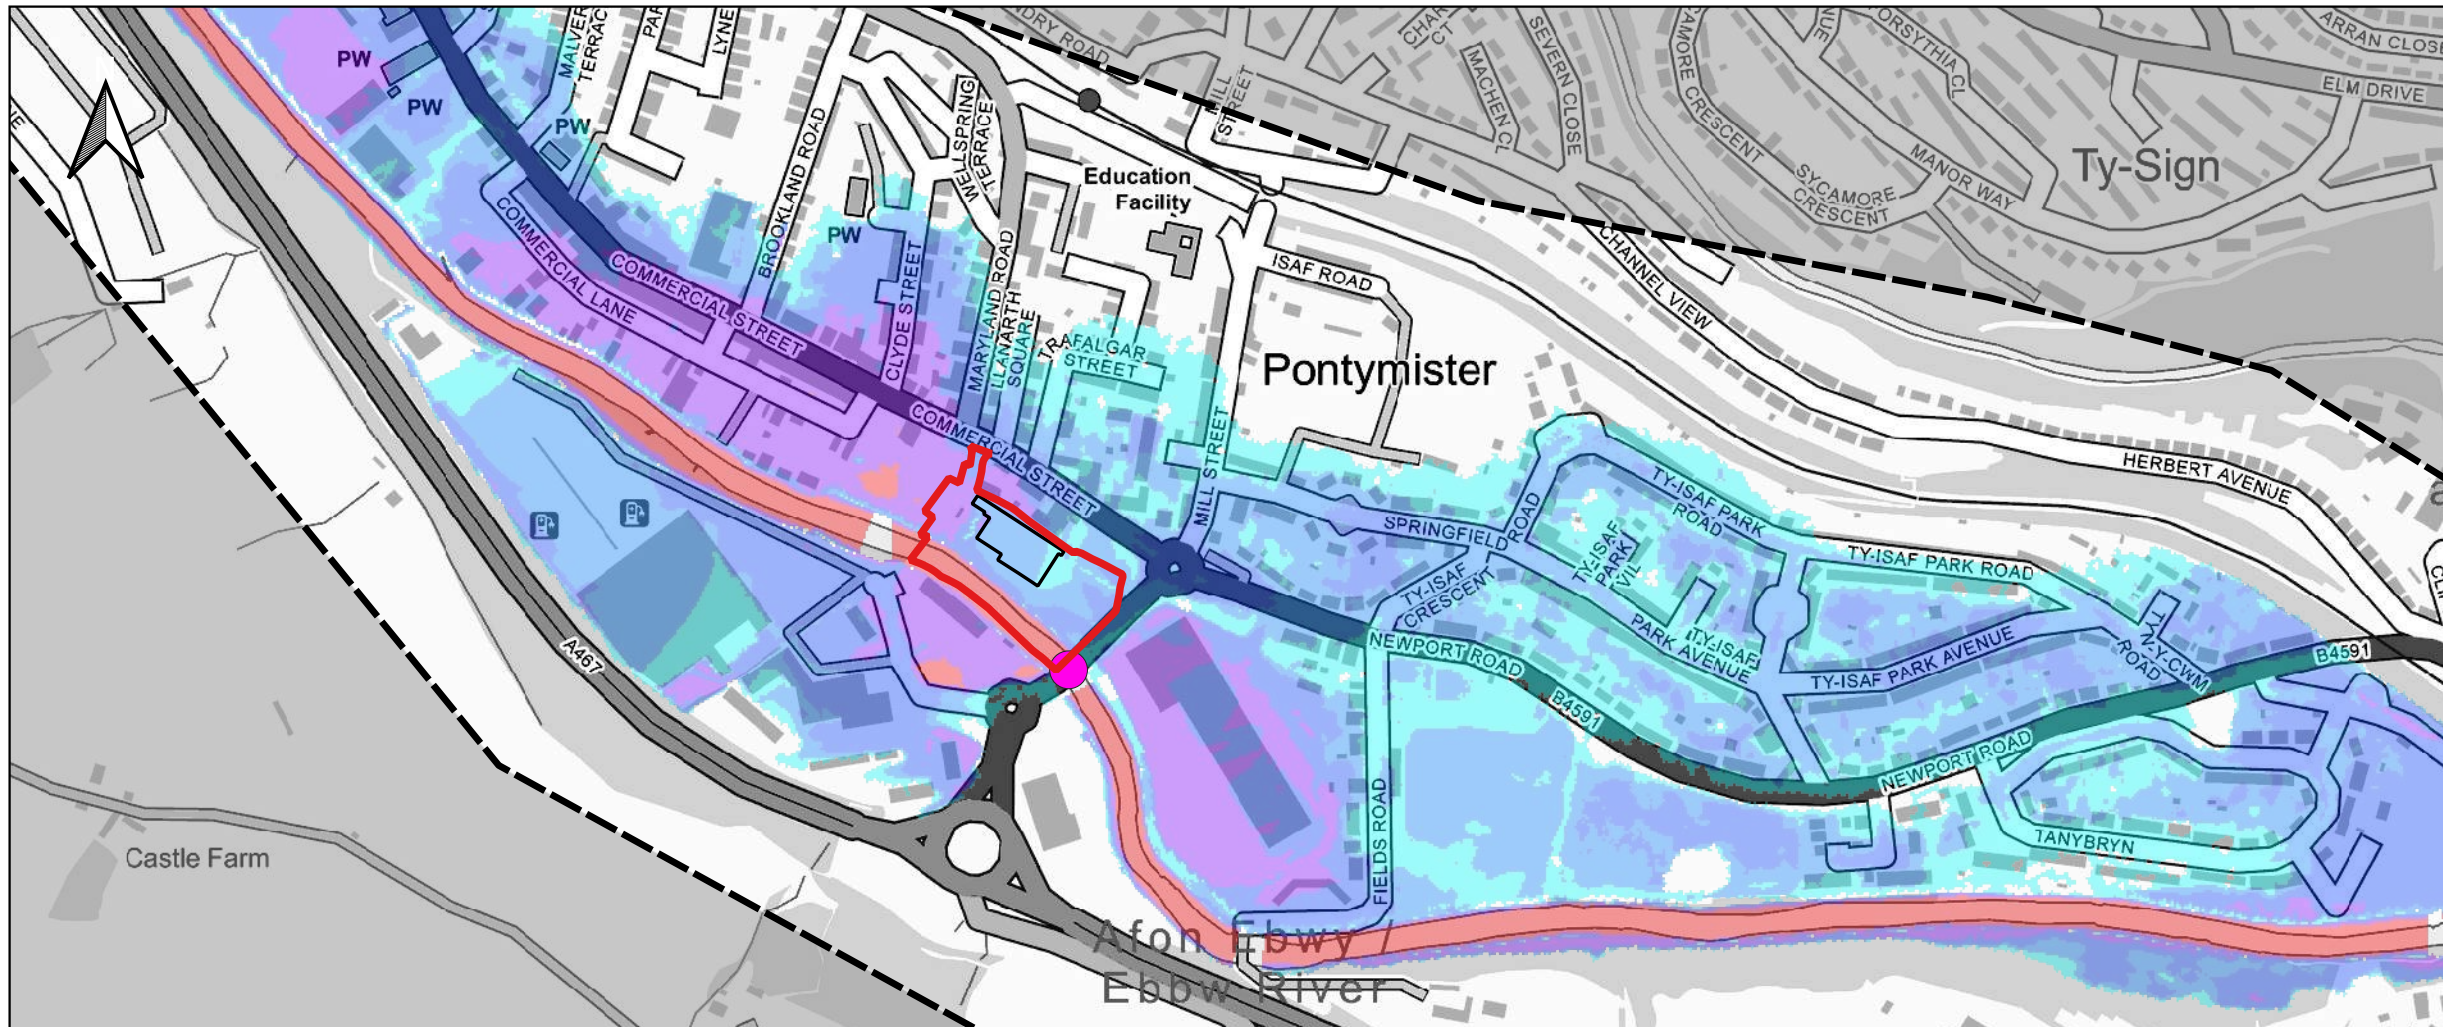 PW
PW
PW
MALVERN
TERRACE
LYNE
BROOKLAND ROAD
WELLSPRING
TERRACE
MILL
STREET
MACHEN CL
SEVERN CLOSE
SYCAMORE
CRESCENT
MANOR WAY
ELM DRIVE
ARRAN CLOSE
Ty-Sign
Education
Facility
PW
COMMERCIAL LANE
COMMERCIAL STREET
CLYDE STREET
MARYLAND ROAD
LLANARTH
SQUARE
TRAFALGAR
STREET
ISAF ROAD
CHANNEL VIEW
Pontymister
HERBERT AVENUE
COMMERCIAL STREET
MILL STREET
SPRINGFIELD
ROAD
TY-ISAF
CRESCENT
TY-ISAF
PARK
VIL
TY-ISAF PARK
ROAD
TY-ISAF PARK ROAD
PARK AVENUE
TY-ISAF
TY-ISAF PARK AVENUE
TYN-Y-CWM
ROAD
B4591
NEWPORT ROAD
B4591
NEWPORT ROAD
A467
FIELDS ROAD
TANYBRYN
Castle Farm
Afon Ebwy /
Ebbw River